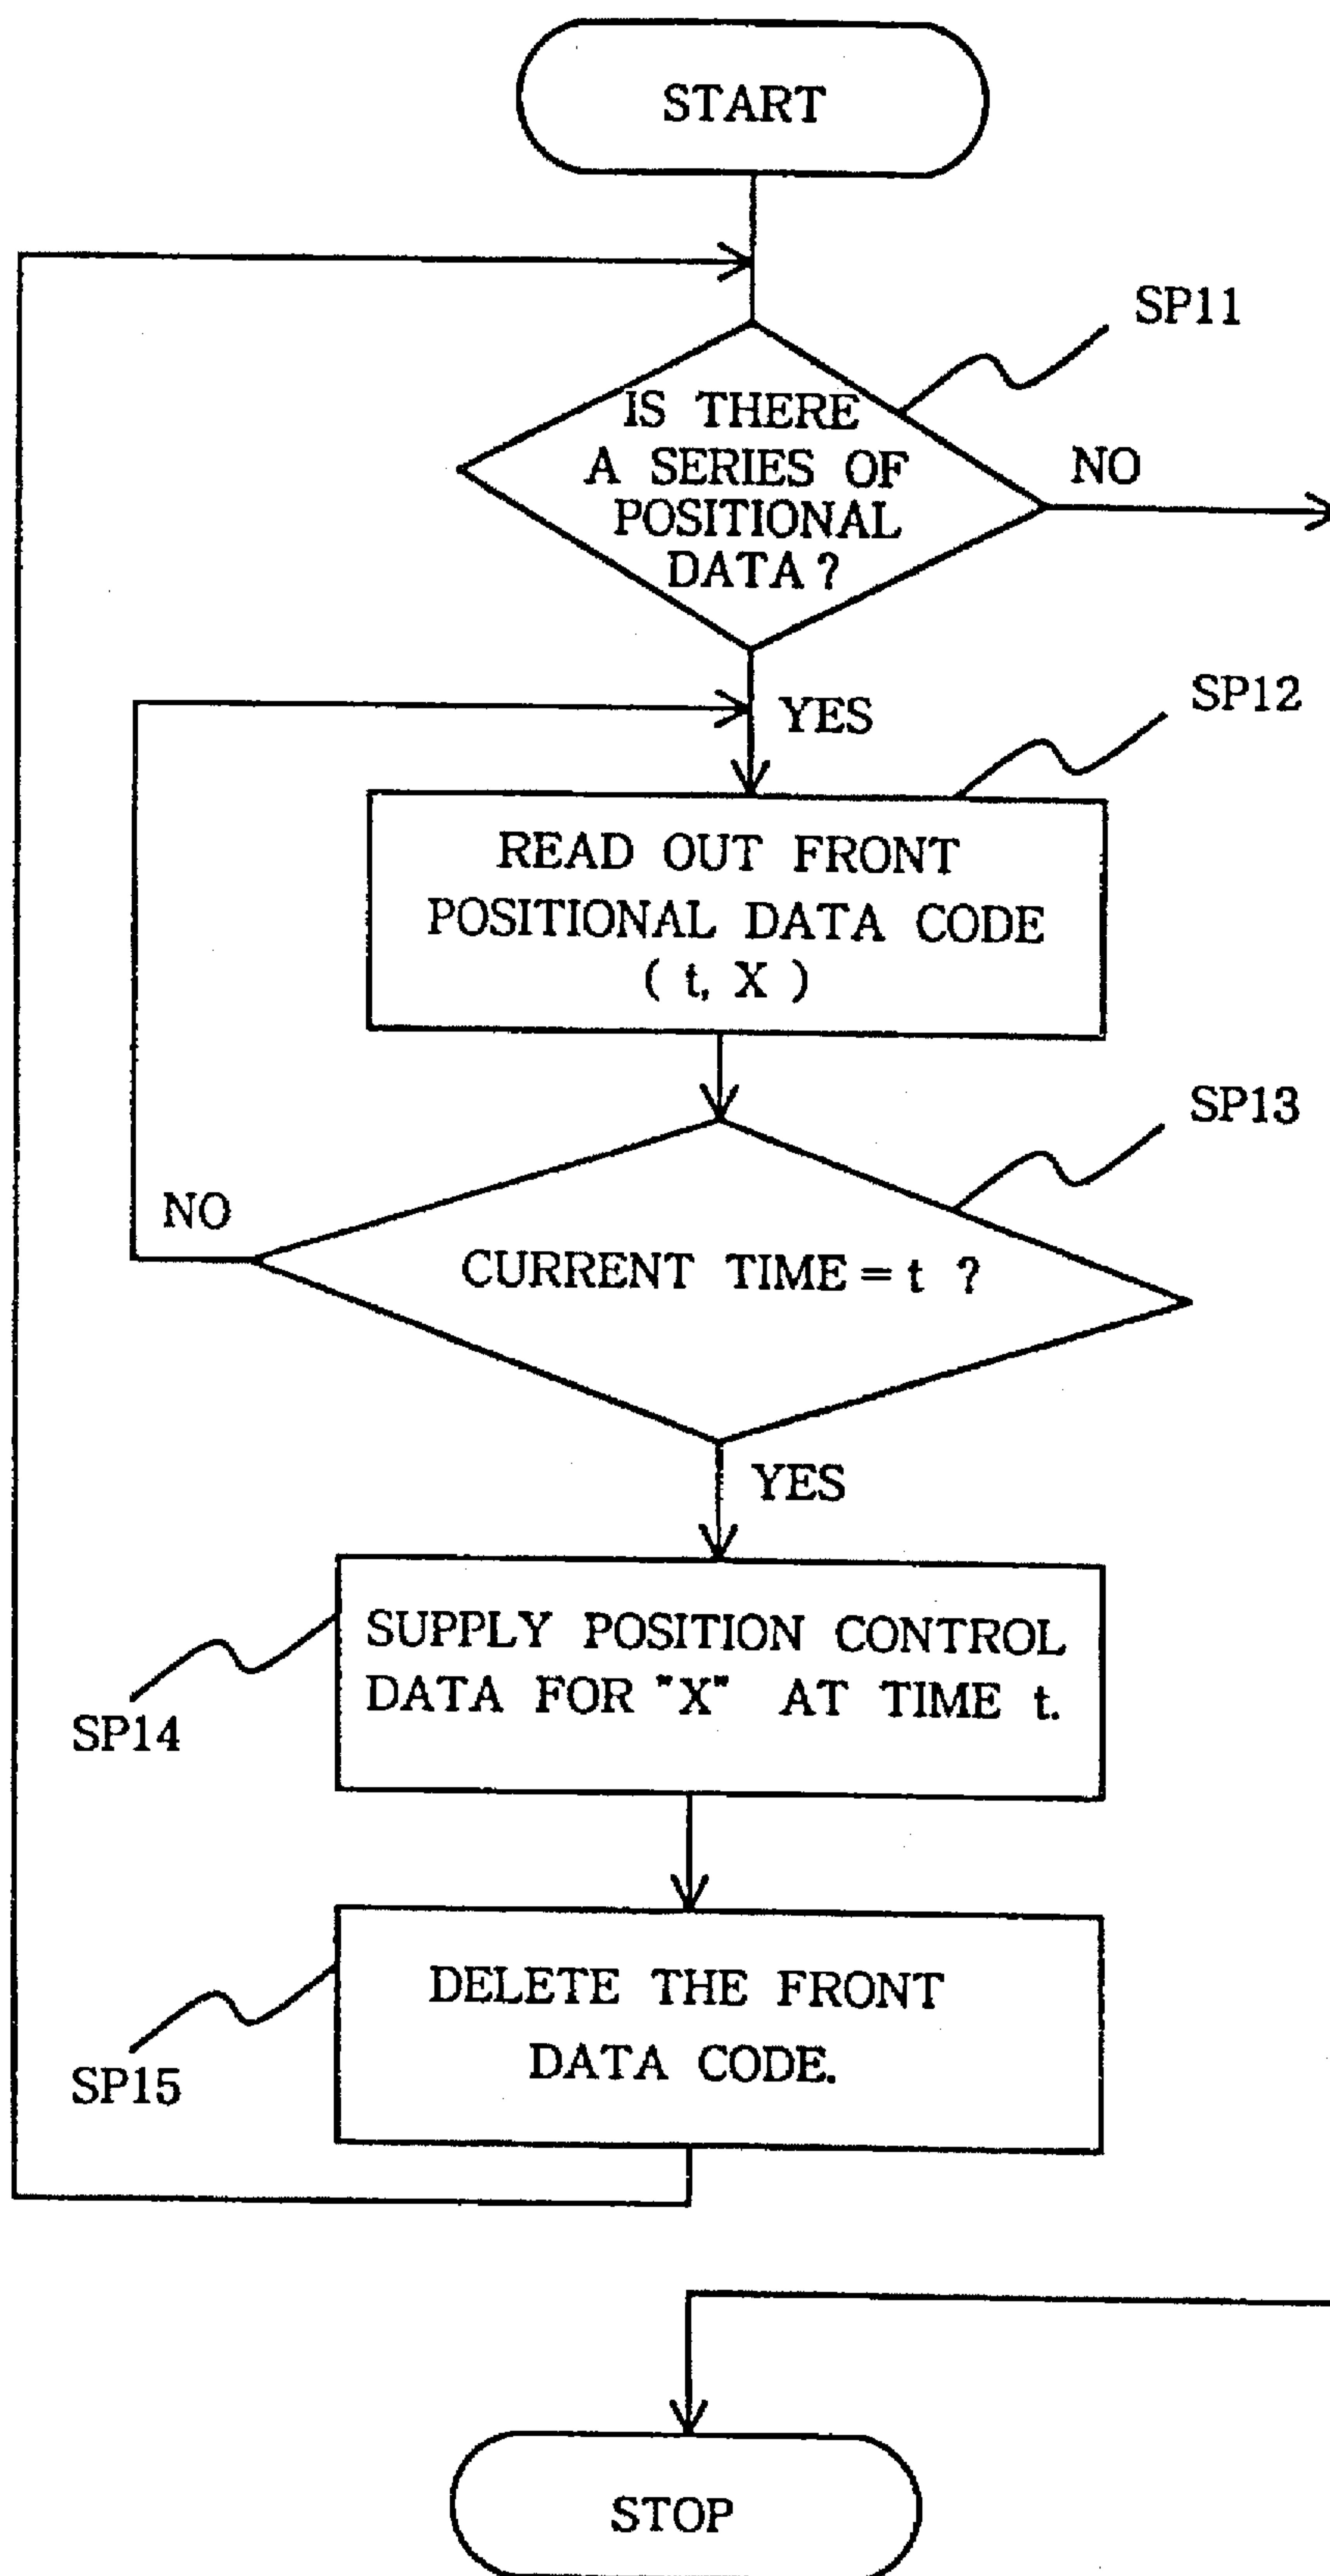 START
SP11
IS THERE
A SERIES OF
POSITIONAL
DATA?
NO
YES
SP12
READ OUT FRONT
POSITIONAL DATA CODE
( t, X )
SP13
NO
CURRENT TIME = t ?
YES
SUPPLY POSITION CONTROL
DATA FOR "X" AT TIME t.
SP14
DELETE THE FRONT
DATA CODE.
SP15
STOP